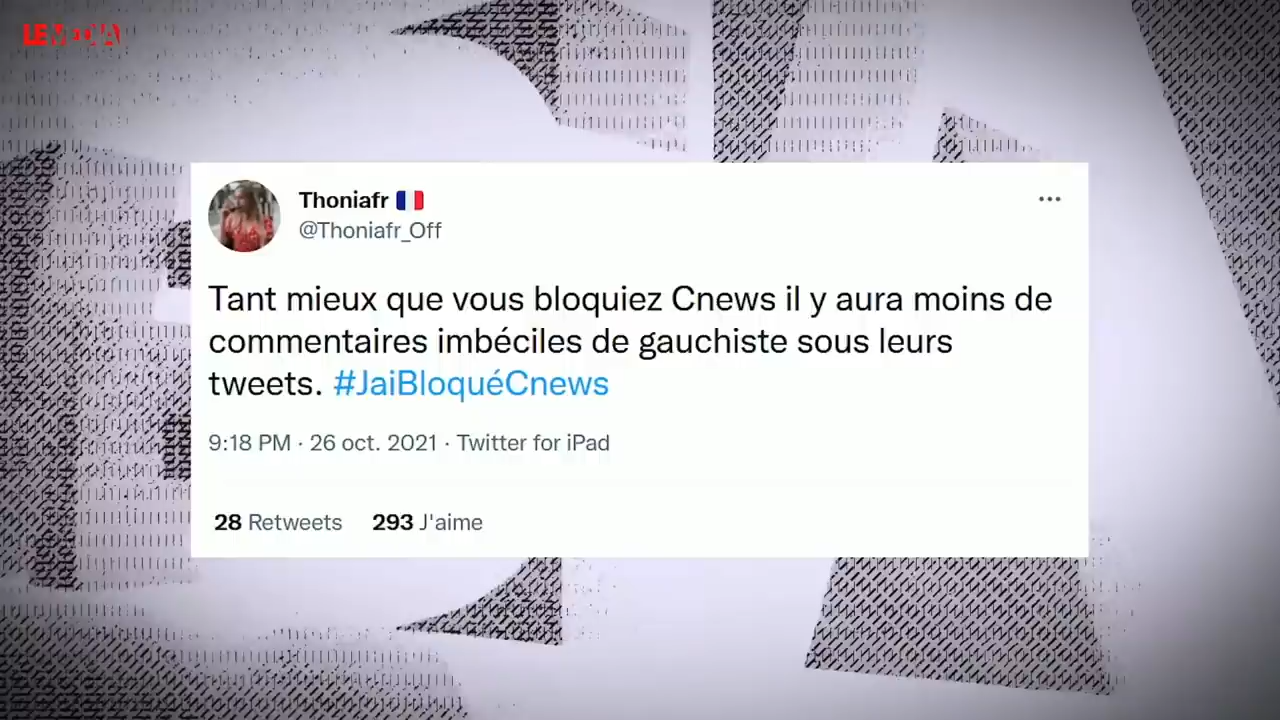 LEMEDIA
Thoniafr
@Thoniafr_Off
Tant mieux que vous bloquiez Cnews il y aura moins de
commentaires imbéciles de gauchiste sous leurs
tweets. #JaiBloquéCnews
9:18 PM · 26 oct. 2021 · Twitter for iPad
28 Retweets 293 J'aime